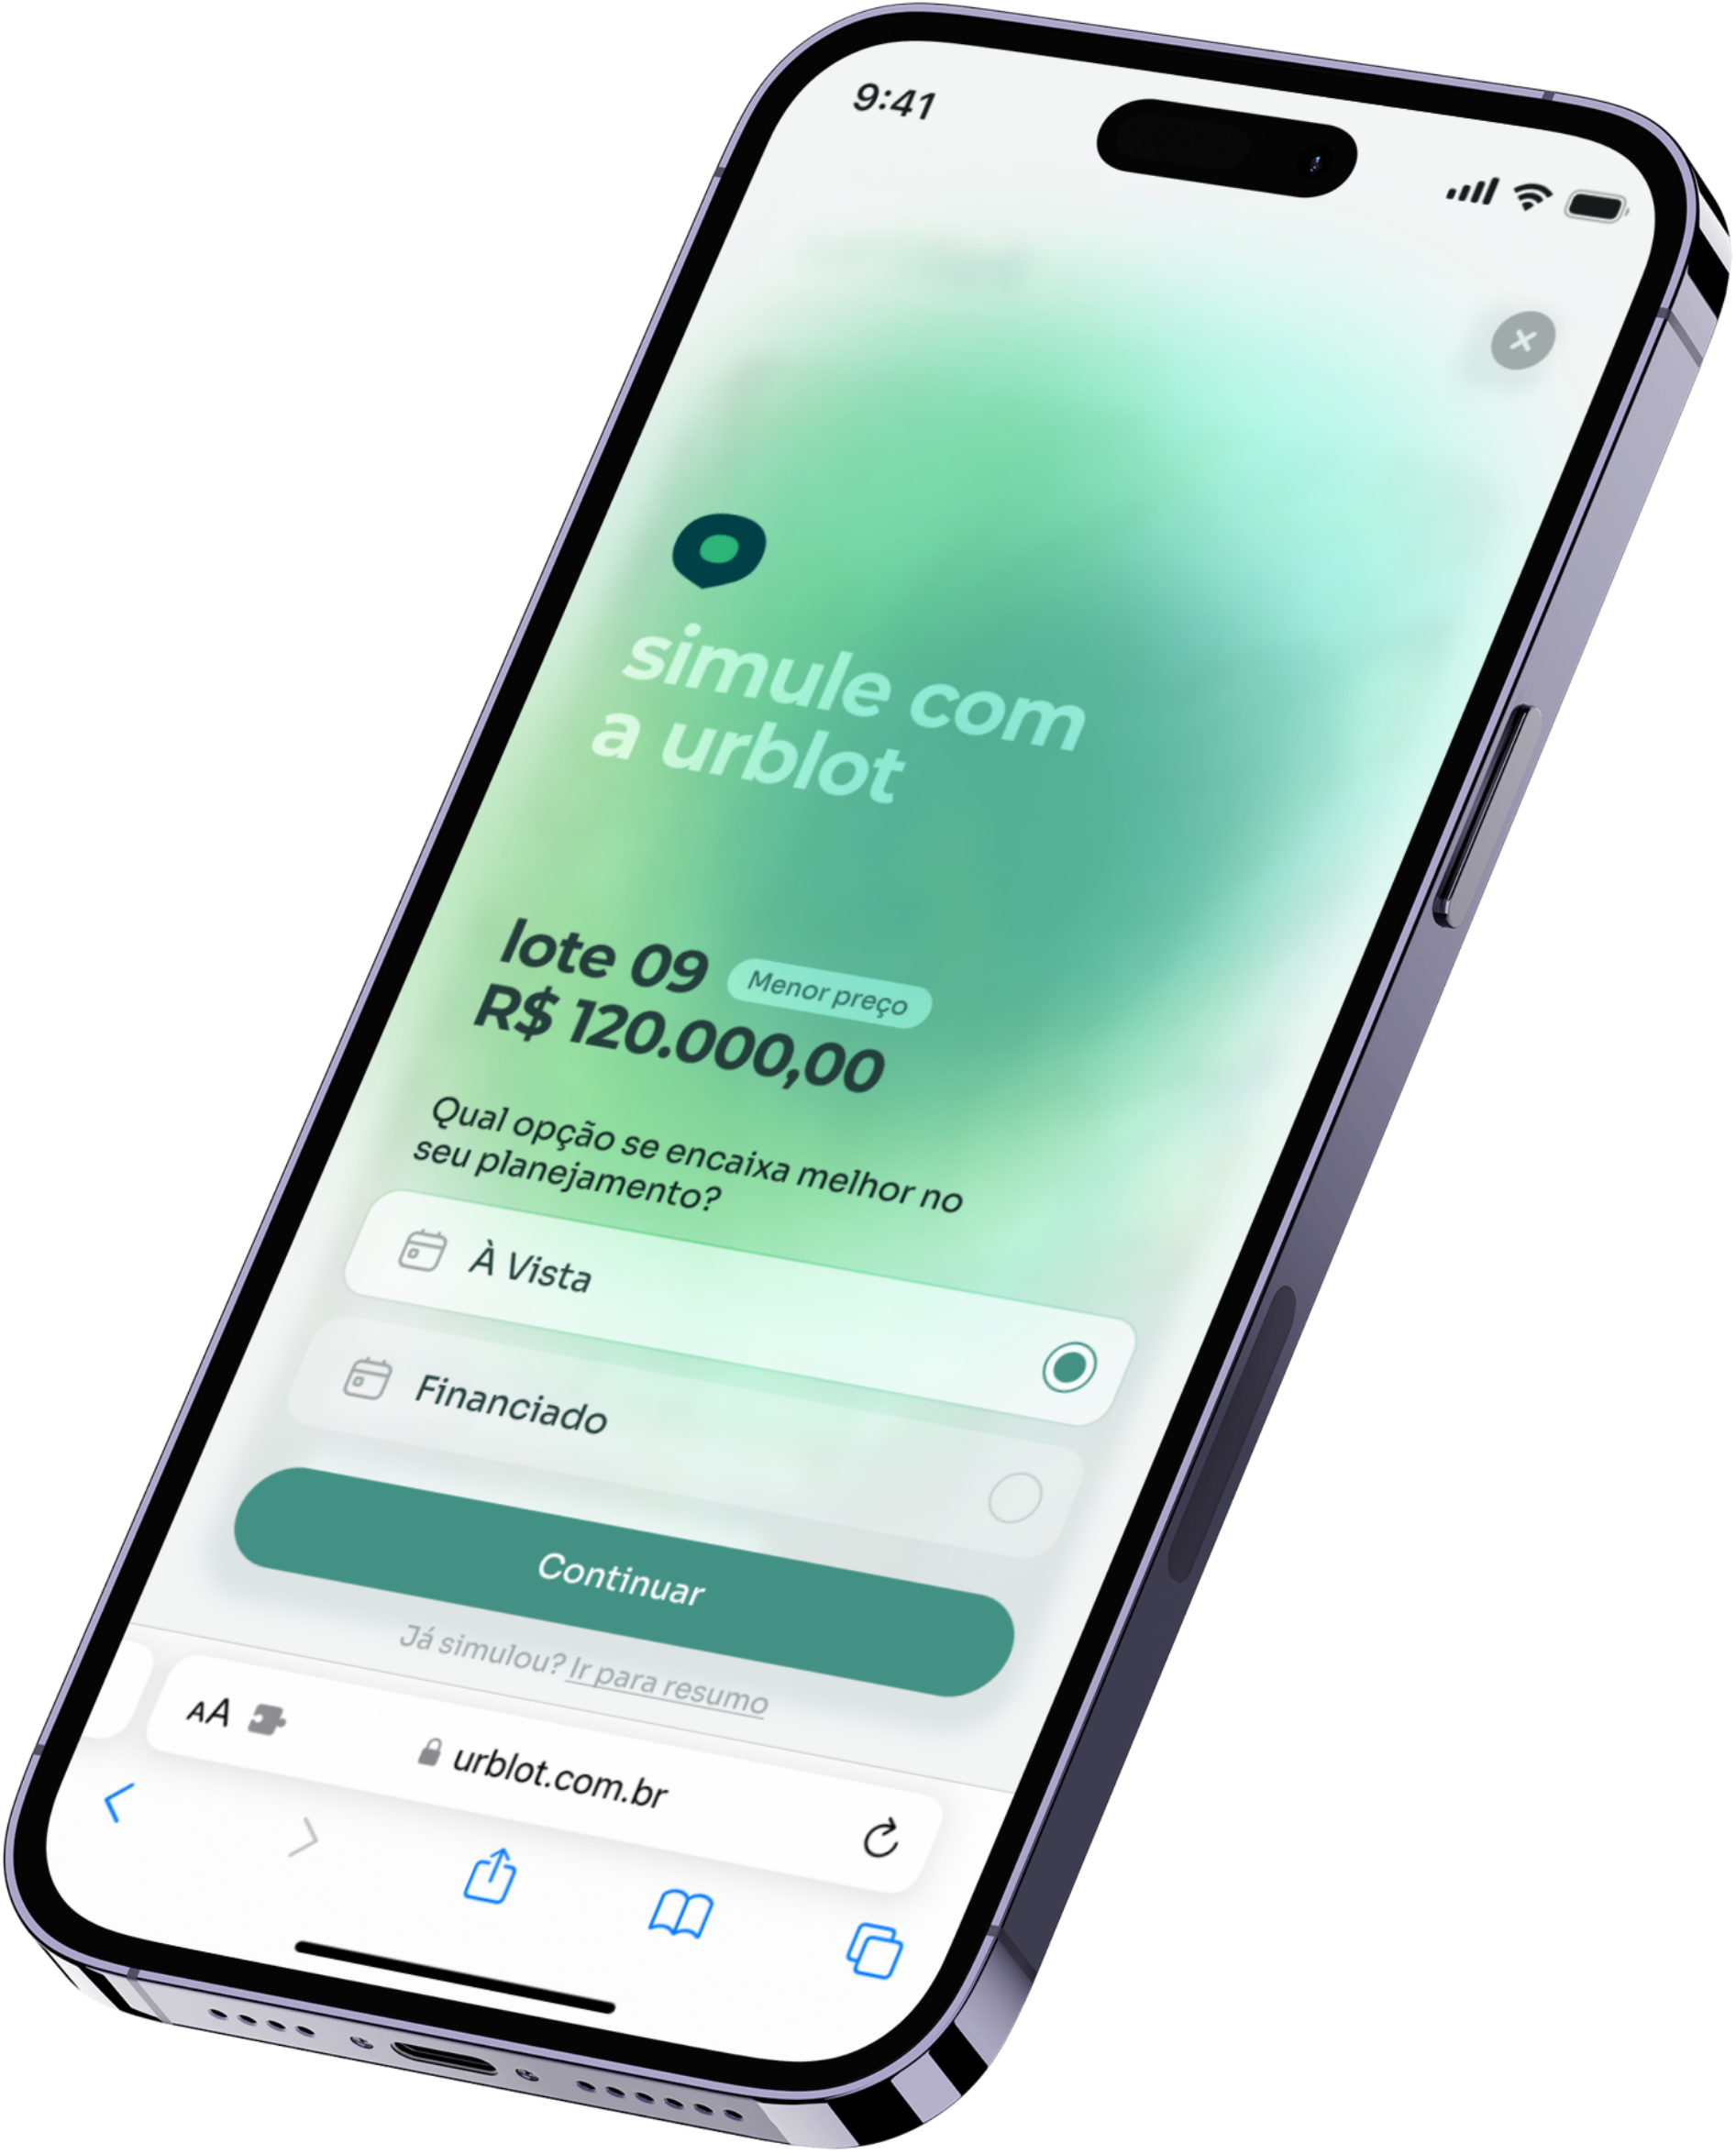 9:41
simule com
a urblot
lote 09 Menor preço
R$ 120.000,00
Qual opção se encaixa melhor no
seu planejamento?
À Vista
Financiado
Continuar
Já simulou? Ir para resumo
AA urblot.com.br